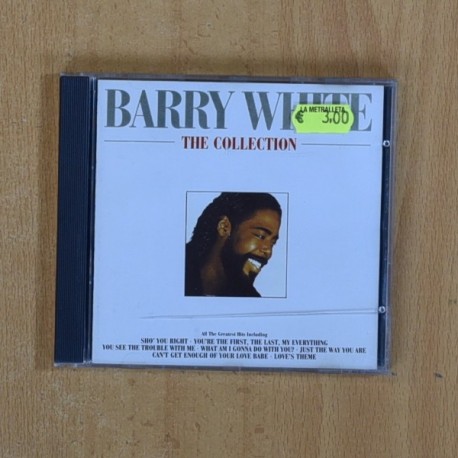 BARRY WHITE
LA METRALLETA
€ 3.00
THE COLLECTION
All The Greatest Hits Including
SHO' YOU RIGHT · YOU'RE THE FIRST, THE LAST, MY EVERYTHING
YOU SEE THE TROUBLE WITH ME · WHAT AM I GONNA DO WITH YOU? · JUST THE WAY YOU ARE
CAN'T GET ENOUGH OF YOUR LOVE BABE · LOVE'S THEME